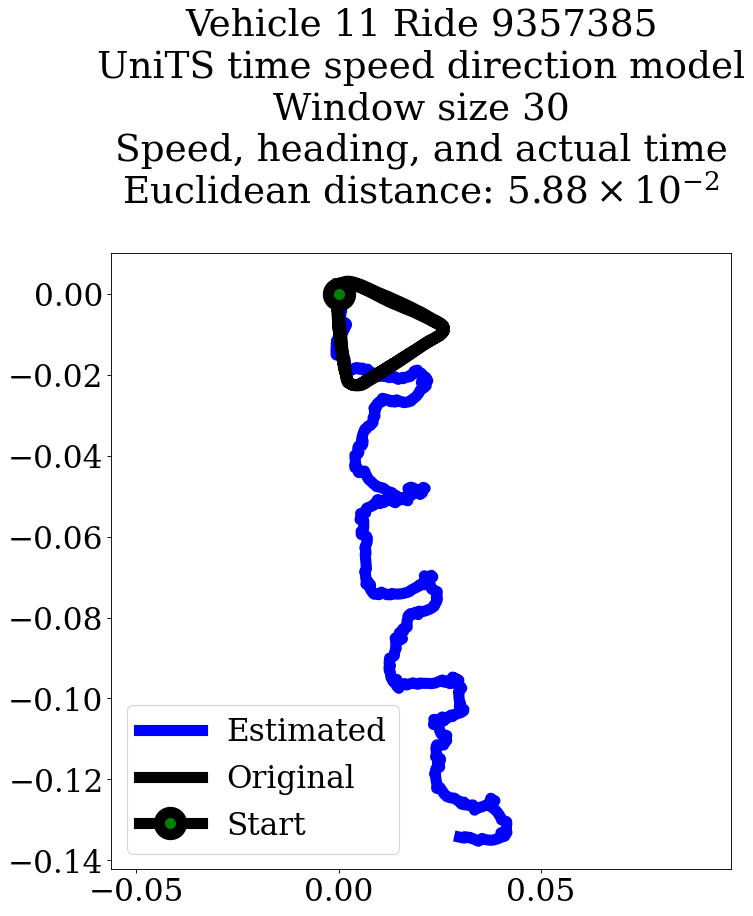 Vehicle 11 Ride 9357385
UniTS time speed direction model
Window size 30
Speed, heading, and actual time
Euclidean distance: 5.88 × 10⁻²
0.00
−0.02
−0.04
−0.06
−0.08
−0.10
−0.12
−0.14
Estimated
Original
Start
−0.05 0.00 0.05